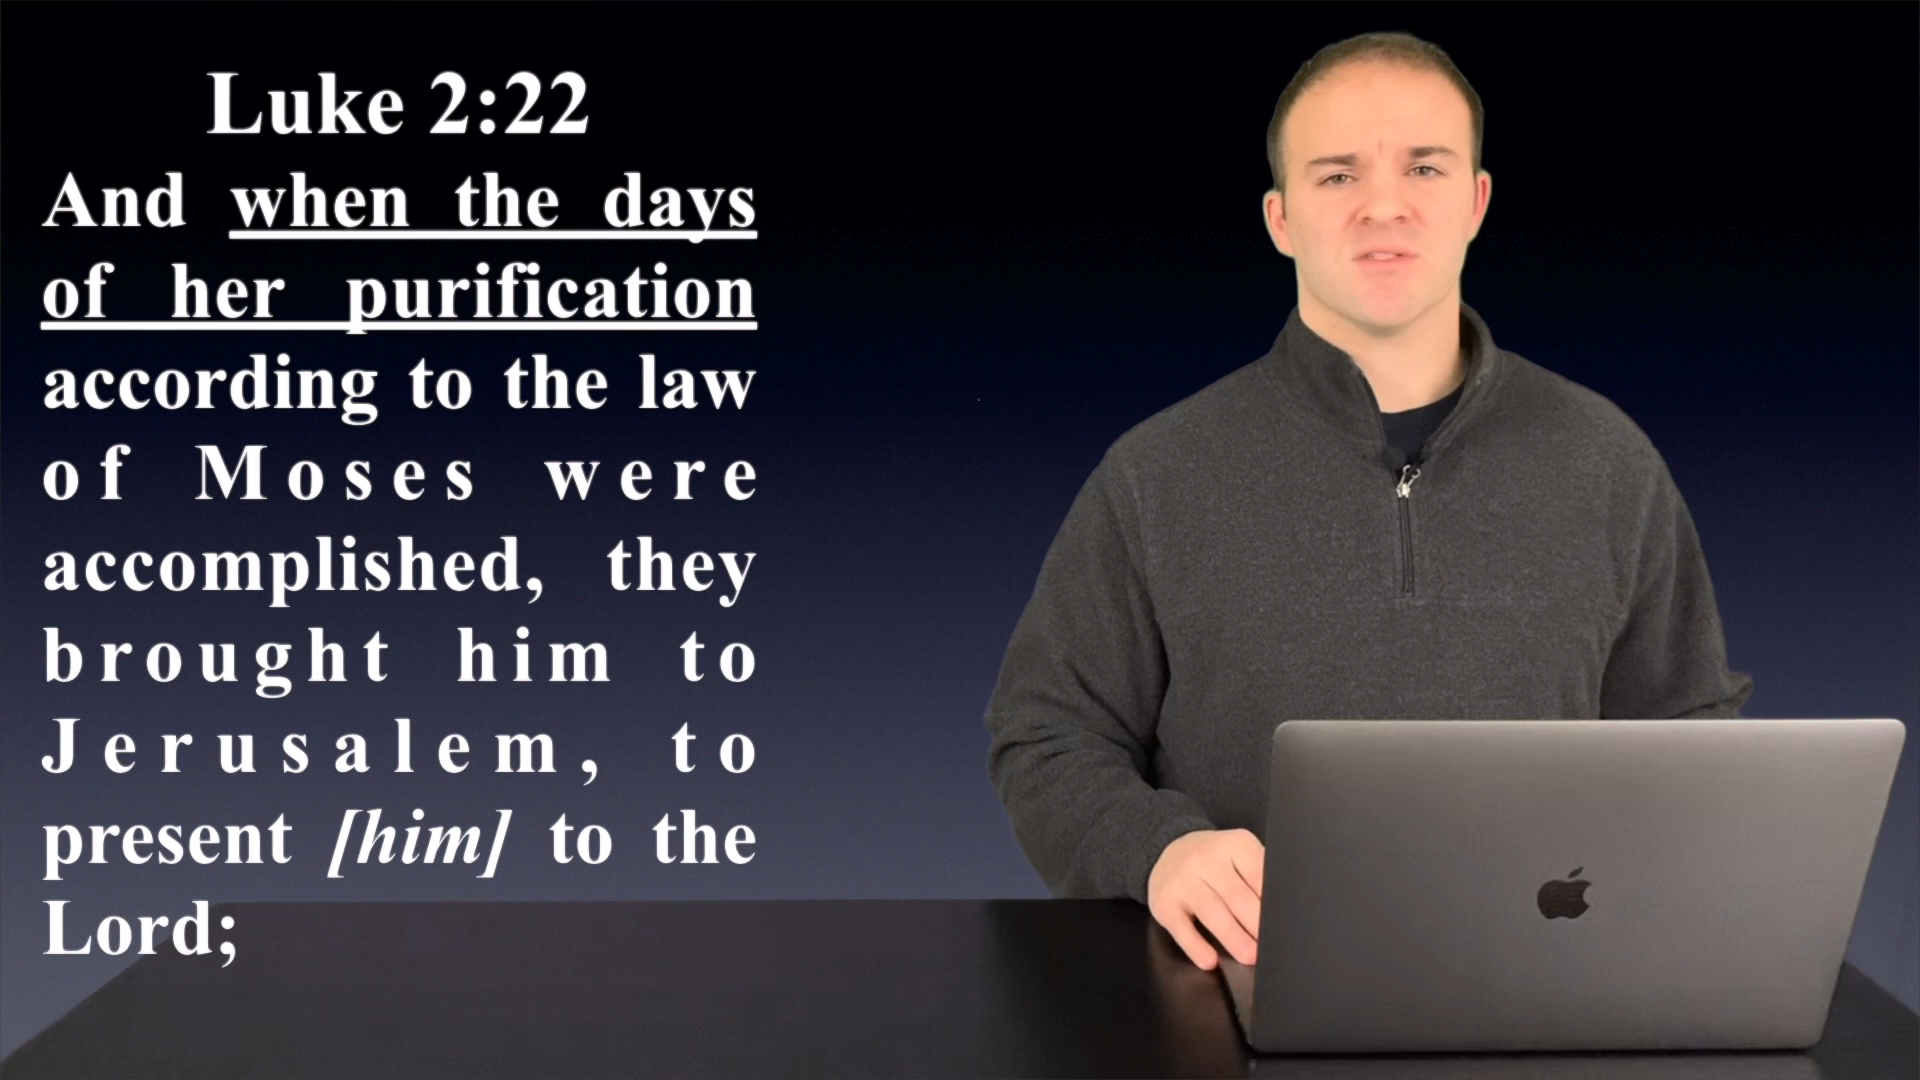 Luke 2:22
And when the days
of her purification
according to the law
of Moses were
accomplished, they
brought him to
Jerusalem, to
present [him] to the
Lord;